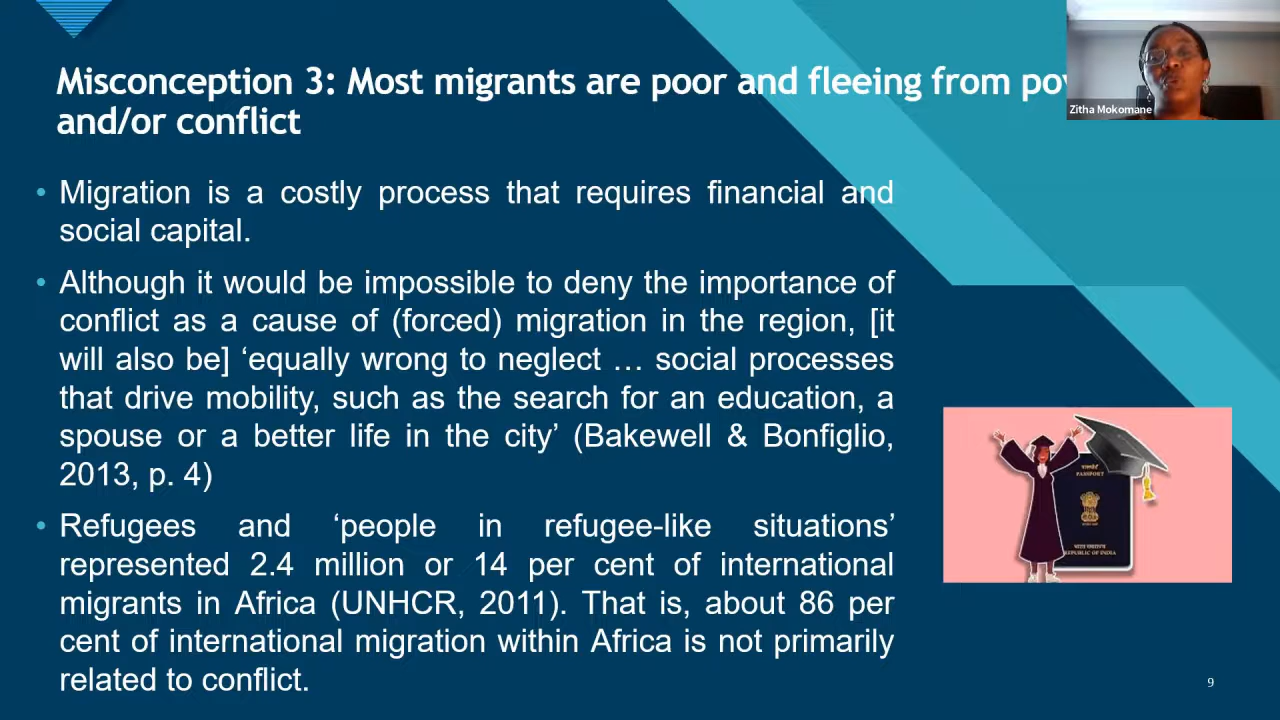 Misconception 3: Most migrants are poor and fleeing from
and/or conflict
Zitha Mokomane
• Migration is a costly process that requires financial and
social capital.
• Although it would be impossible to deny the importance of
conflict as a cause of (forced) migration in the region, [it
will also be] ‘equally wrong to neglect … social processes
that drive mobility, such as the search for an education, a
spouse or a better life in the city’ (Bakewell & Bonfiglio,
2013, p. 4)
• Refugees and ‘people in refugee-like situations’
represented 2.4 million or 14 per cent of international
migrants in Africa (UNHCR, 2011). That is, about 86 per
cent of international migration within Africa is not primarily
related to conflict.
PASSPORT
REPUBLIC OF INDIA
9